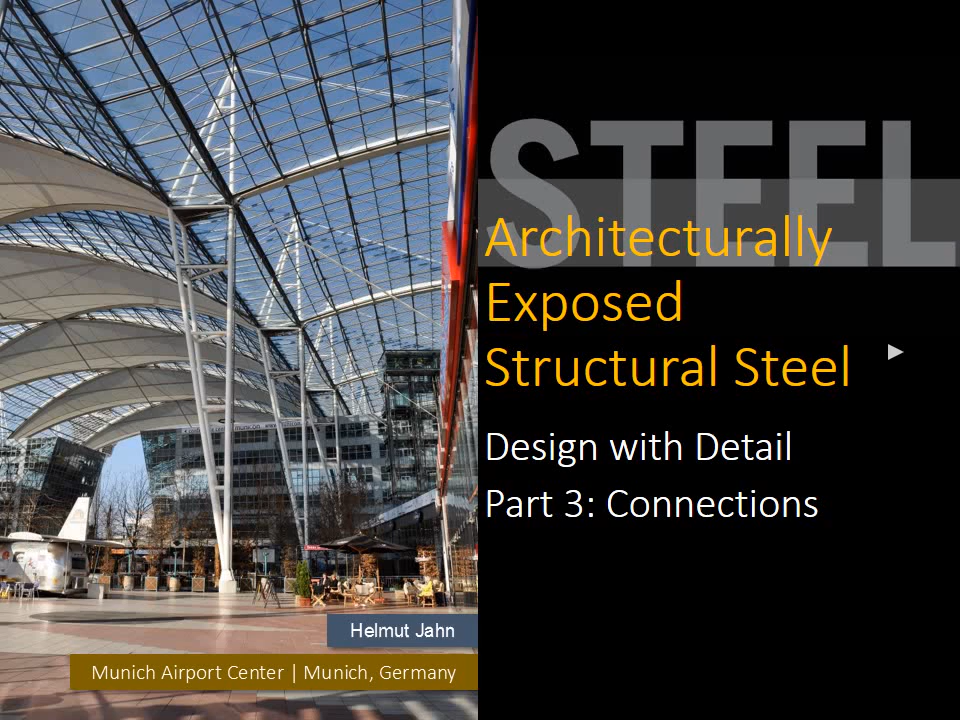 STEEL
Architecturally
Exposed
Structural Steel
Design with Detail
Part 3: Connections
Helmut Jahn
Munich Airport Center | Munich, Germany